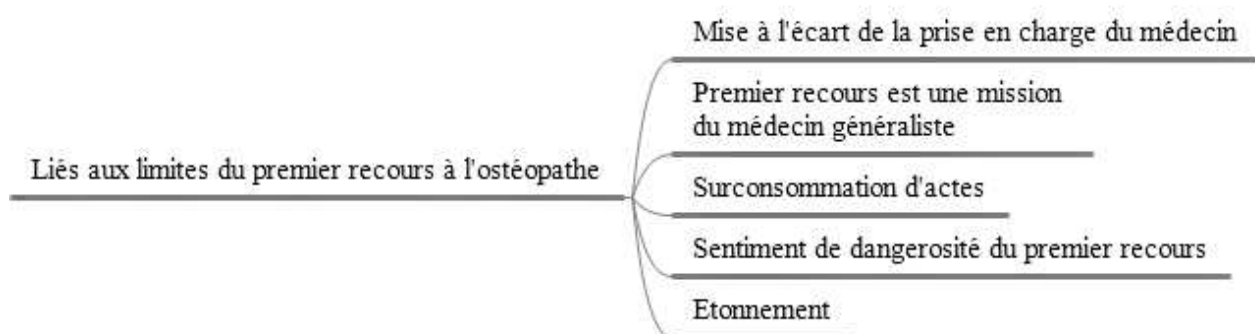 Mise à l'écart de la prise en charge du médecin
Premier recours est une mission
du médecin généraliste
Liés aux limites du premier recours à l'ostéopathe
Surconsommation d'actes
Sentiment de dangerosité du premier recours
Etonnement